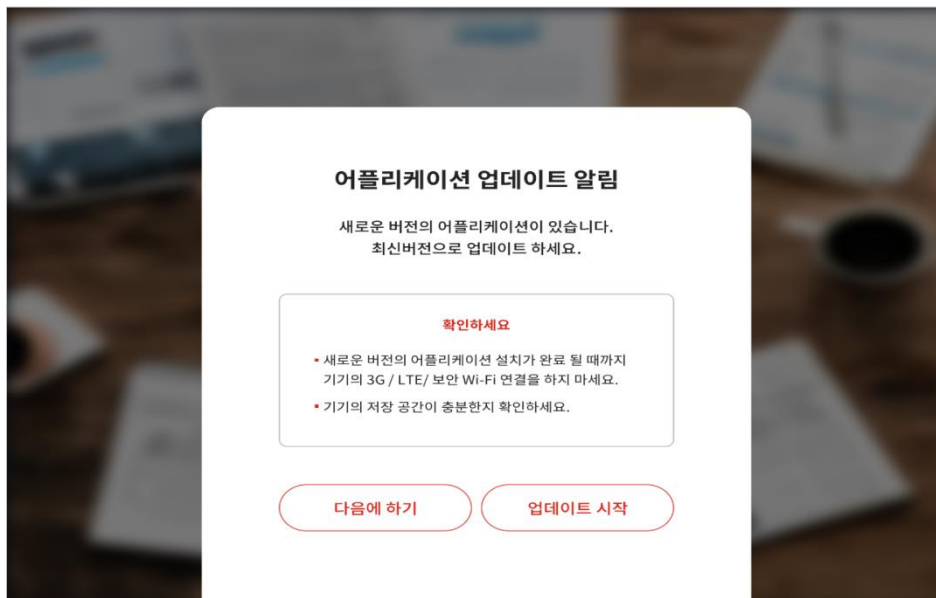 어플리케이션 업데이트 알림
새로운 버전의 어플리케이션이 있습니다.
최신버전으로 업데이트 하세요.
확인하세요
▪ 새로운 버전의 어플리케이션 설치가 완료 될 때까지
기기의 3G / LTE/ 보안 Wi-Fi 연결을 하지 마세요.
▪ 기기의 저장 공간이 충분한지 확인하세요.
다음에 하기
업데이트 시작